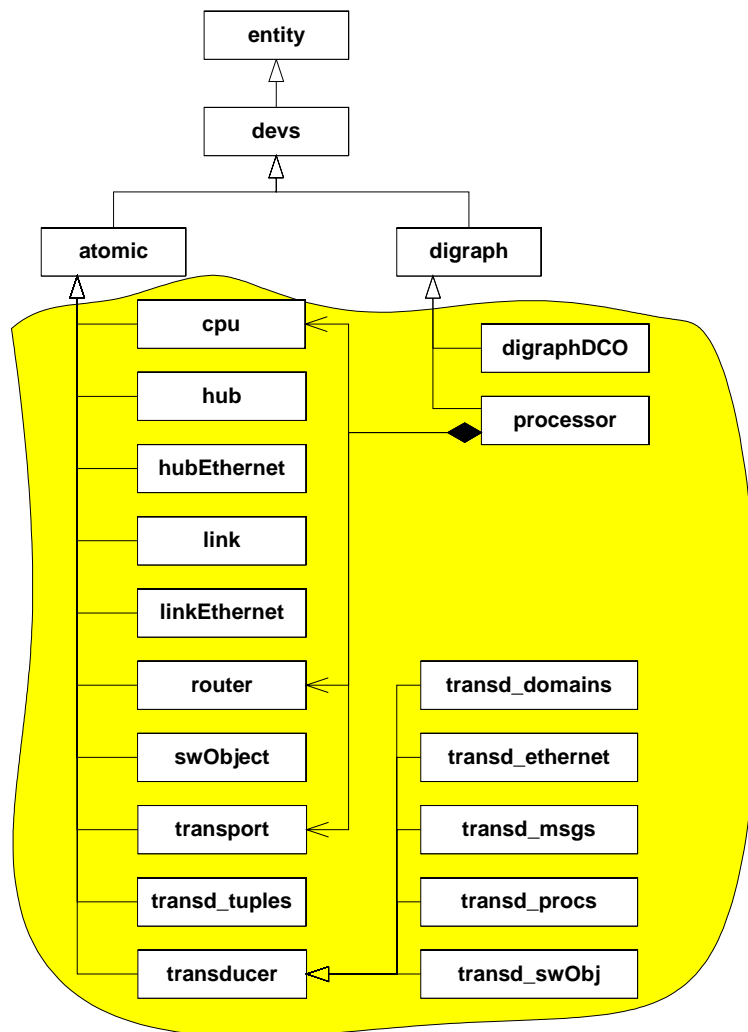 entity
devs
atomic
digraph
cpu
digraphDCO
hub
processor
hubEthernet
link
linkEthernet
router
transd_domains
swObject
transd_ethernet
transport
transd_msgs
transd_tuples
transd_procs
transducer
transd_swObj